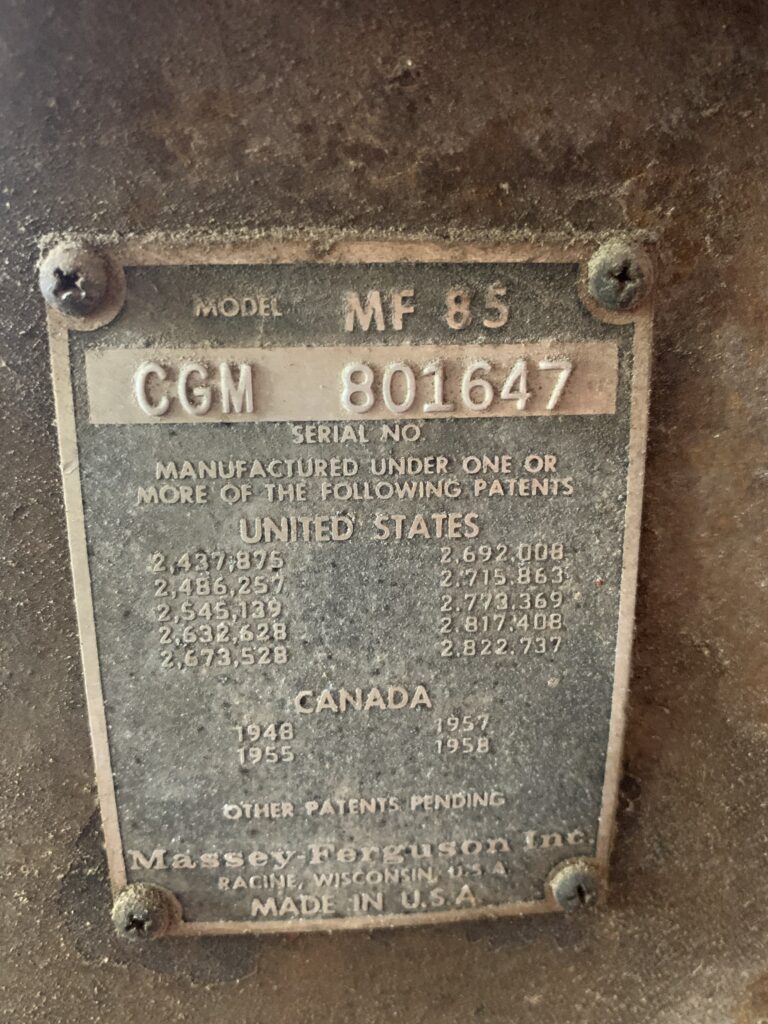 MODEL MF 85
CGM 801647
SERIAL NO.
MANUFACTURED UNDER ONE OR
MORE OF THE FOLLOWING PATENTS
UNITED STATES
2,437,875 2,692,008
2,486,257 2,715,863
2,545,139 2,773,369
2,632,628 2,817,408
2,673,528 2,822,737
CANADA
1948 1957
1955 1958
OTHER PATENTS PENDING
Massey-Ferguson Inc.
RACINE, WISCONSIN, U.S.A.
MADE IN U.S.A.